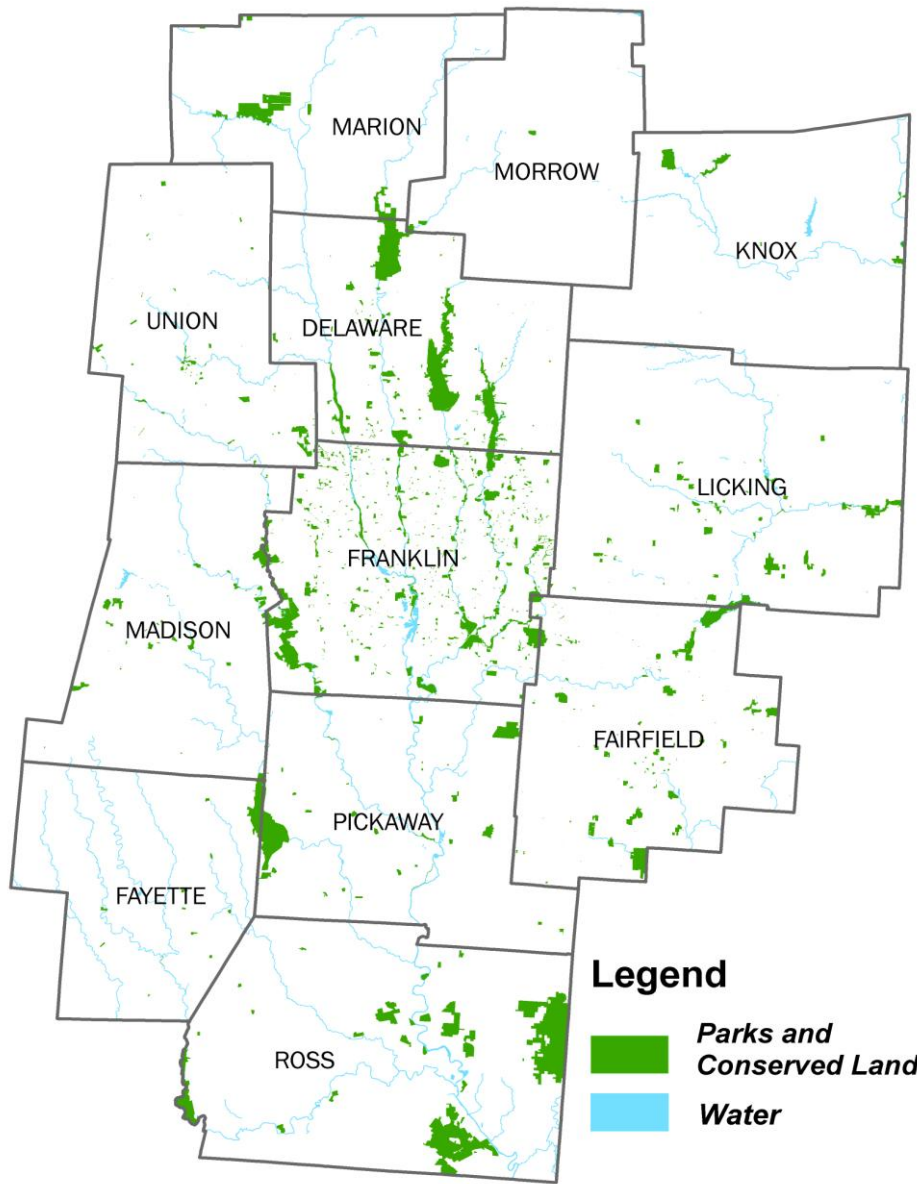 MARION
MORROW
KNOX
UNION
DELAWARE
LICKING
FRANKLIN
MADISON
FAIRFIELD
PICKAWAY
FAYETTE
ROSS
Legend
Parks and
Conserved Land
Water